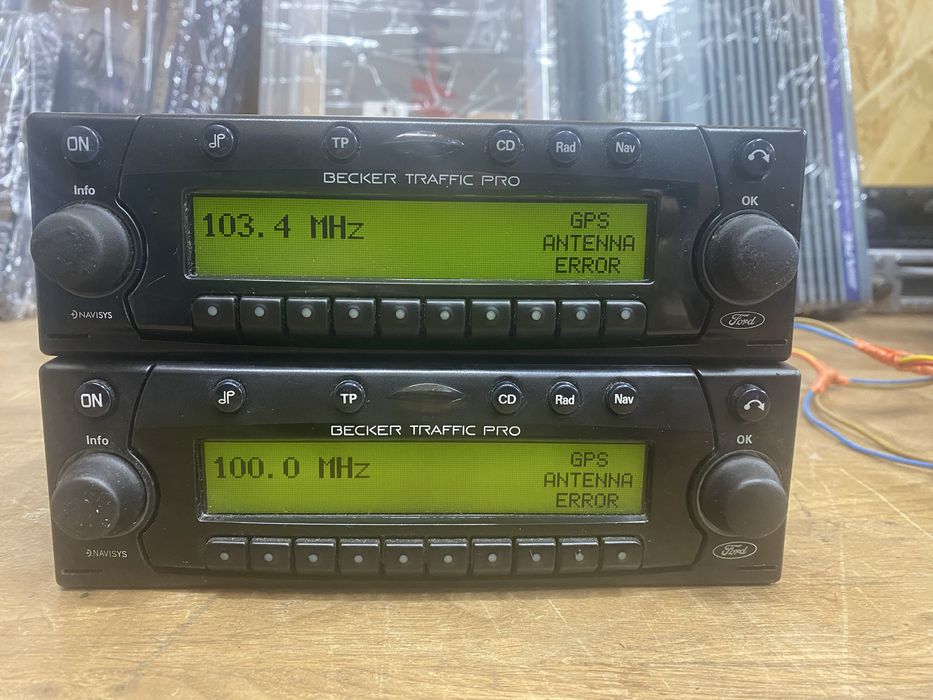 ON
TP
CD
Rad
Nav
BECKER TRAFFIC PRO
Info
OK
103.4 MHz
GPS
ANTENNA
ERROR
NAVISYS
Ford
ON
TP
CD
Rad
Nav
BECKER TRAFFIC PRO
Info
OK
100.0 MHz
GPS
ANTENNA
ERROR
NAVISYS
Ford